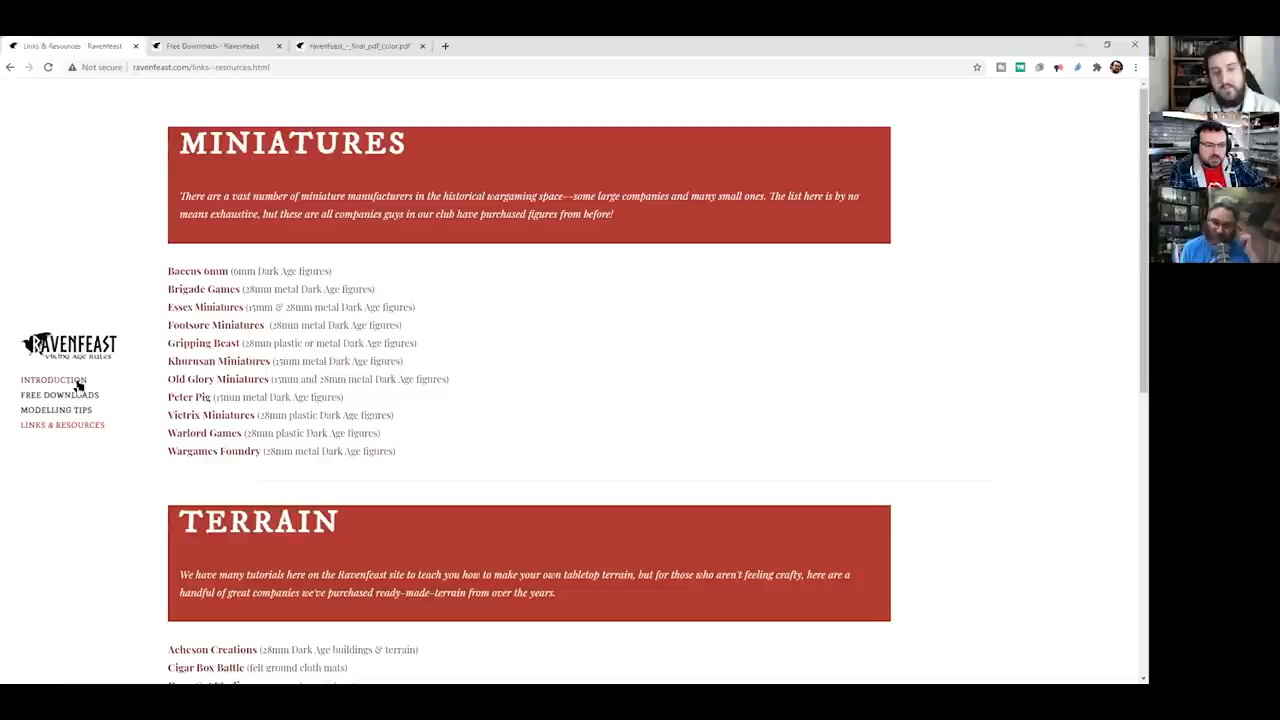 Links & Resources - Ravenfeast
Free Downloads - Ravenfeast
ravenfeast_-_final_pdf_color.pdf
Not secure
ravenfeast.com/links--resources.html
MINIATURES
There are a vast number of miniature manufacturers in the historical wargaming space--some large companies and many small ones. The list here is by no
means exhaustive, but these are all companies guys in our club have purchased figures from before!
Baccus 6mm (6mm Dark Age figures)
Brigade Games (28mm metal Dark Age figures)
Essex Miniatures (15mm & 28mm metal Dark Age figures)
Footsore Miniatures (28mm metal Dark Age figures)
Gripping Beast (28mm plastic or metal Dark Age figures)
Khurusan Miniatures (15mm metal Dark Age figures)
Old Glory Miniatures (15mm and 28mm metal Dark Age figures)
Peter Pig (15mm metal Dark Age figures)
Victrix Miniatures (28mm plastic Dark Age figures)
Warlord Games (28mm plastic Dark Age figures)
Wargames Foundry (28mm metal Dark Age figures)
RAVENFEAST
VIKING AGE RULES
INTRODUCTION
FREE DOWNLOADS
MODELLING TIPS
LINKS & RESOURCES
TERRAIN
We have many tutorials here on the Ravenfeast site to teach you how to make your own tabletop terrain, but for those who aren't feeling crafty, here are a
handful of great companies we've purchased ready-made-terrain from over the years.
Acheson Creations (28mm Dark Age buildings & terrain)
Cigar Box Battle (felt ground cloth mats)